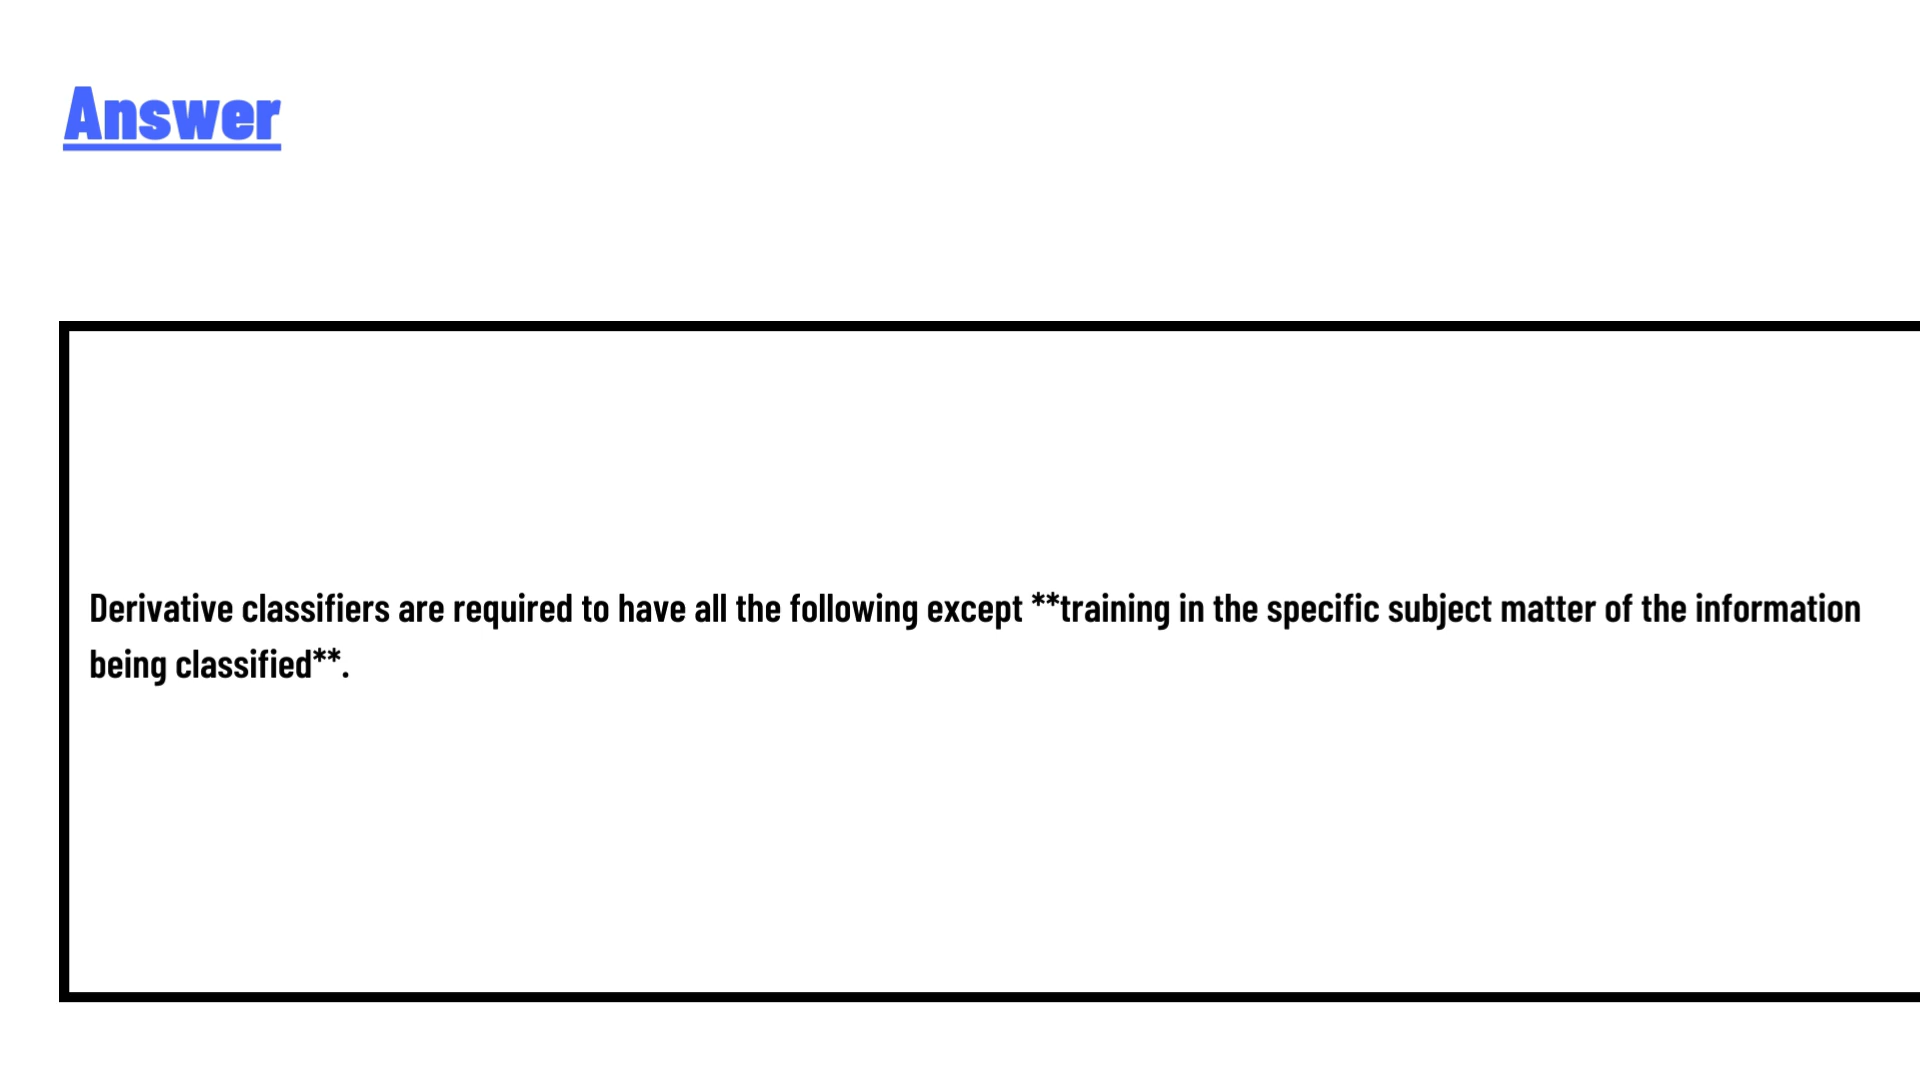 Answer
Derivative classifiers are required to have all the following except **training in the specific subject matter of the information
being classified**.